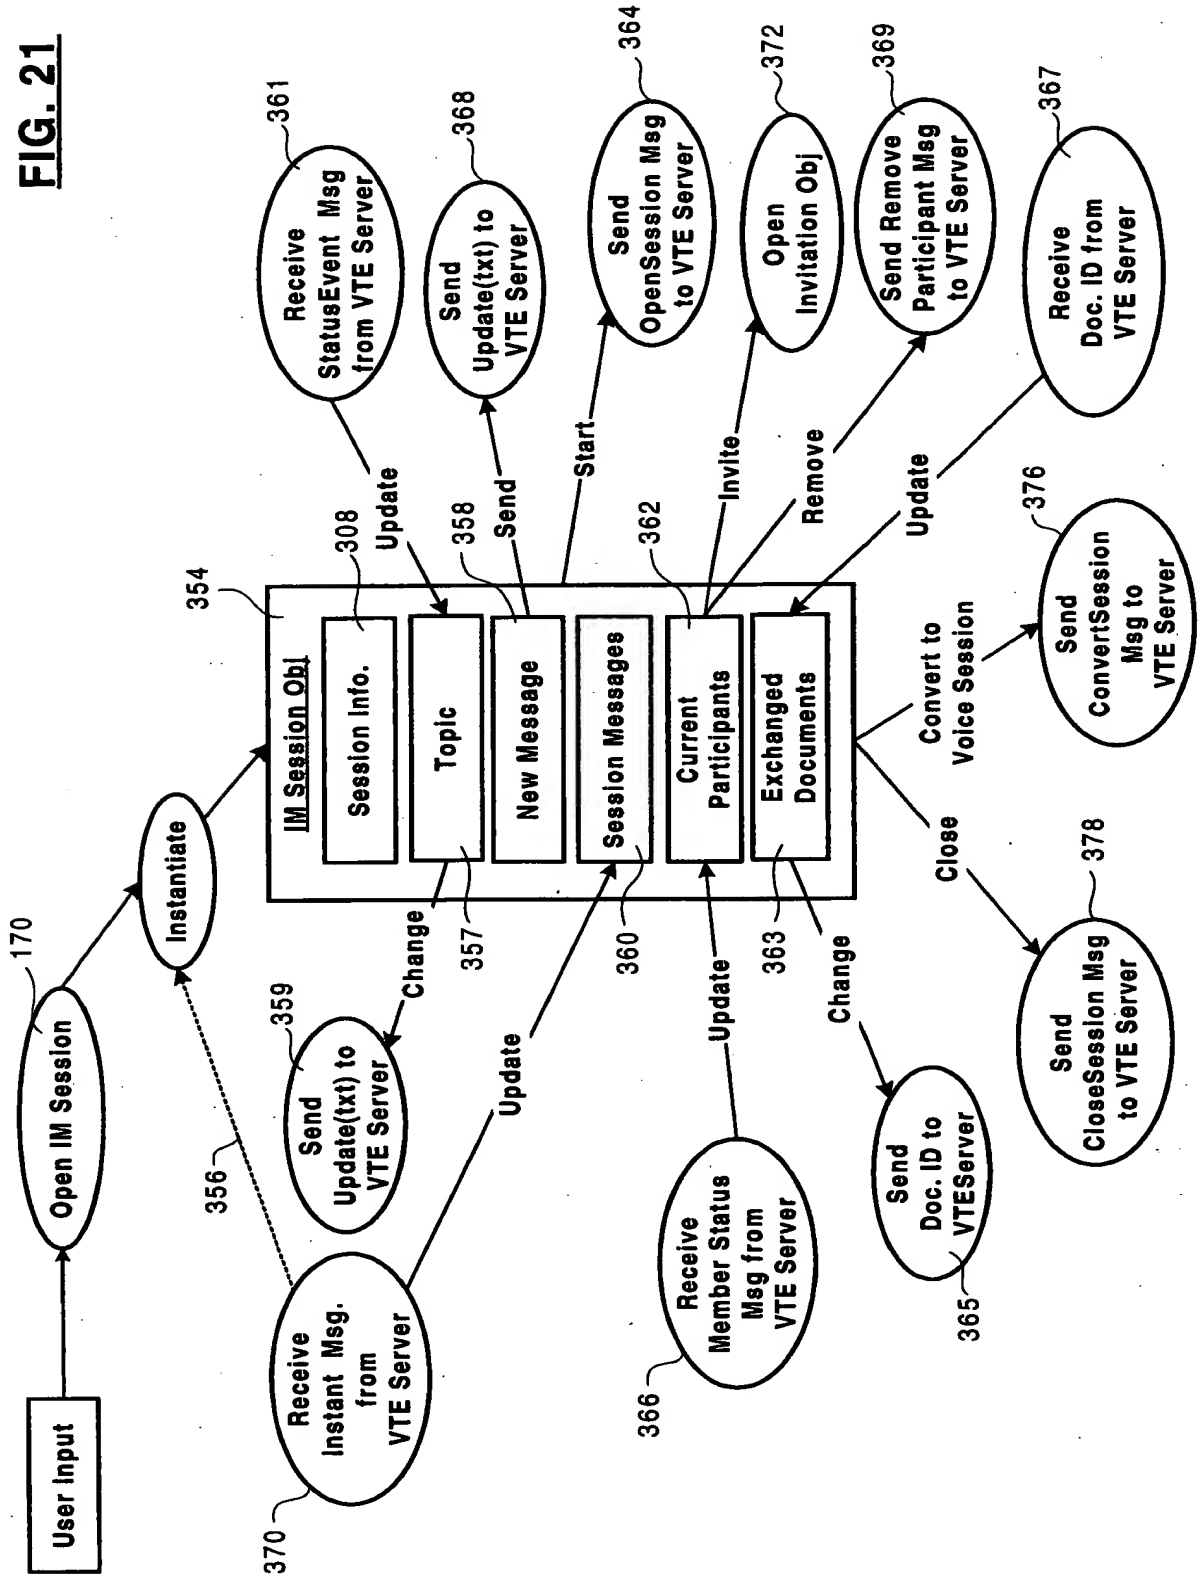 FIG. 21
User Input
Open IM Session
170
Instantiate
356
Receive
Instant Msg.
from
VTE Server
370
354
IM Session Obj
Session Info.
308
Topic
357
New Message
358
Session Messages
360
Current
Participants
362
Exchanged
Documents
363
Update
Receive
StatusEvent Msg
from VTE Server
361
Change
Send
Update(txt) to
VTE Server
359
Send
Send
Update(txt) to
VTE Server
368
Update
Start
Send
OpenSession Msg
to VTE Server
364
Invite
Open
Invitation Obj
372
Remove
Send Remove
Participant Msg
to VTE Server
369
Update
Receive
Member Status
Msg from
VTE Server
366
Update
Receive
Doc. ID from
VTE Server
367
Change
Send
Doc. ID to
VTEServer
365
Convert to
Voice Session
Send
ConvertSession
Msg to
VTE Server
376
Close
Send
CloseSession Msg
to VTE Server
378